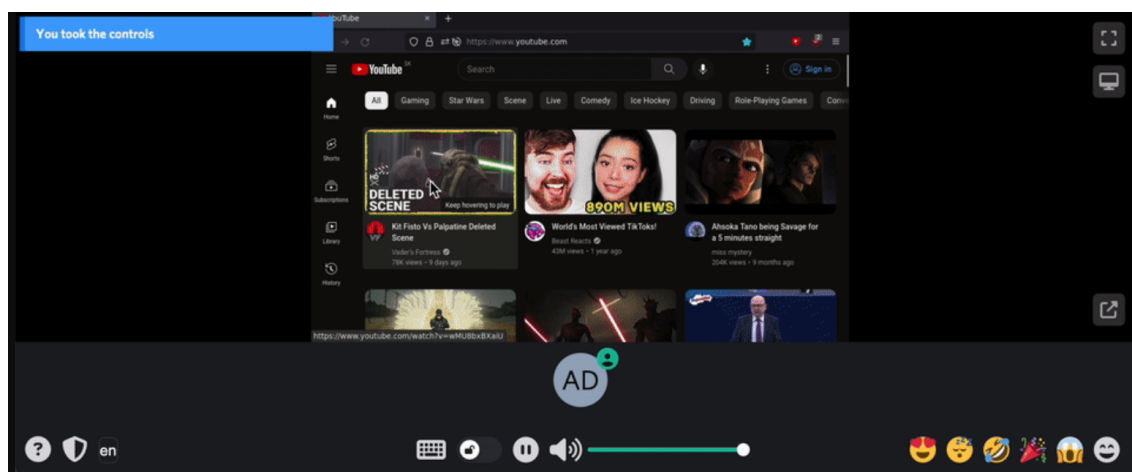 You took the controls
YouTube
https://www.youtube.com
YouTube SK
Search
Sign in
All Gaming Star Wars Scene Live Comedy Ice Hockey Driving Role-Playing Games
Home
Shorts
Subscriptions
Library
History
DELETED
SCENE
Keep hovering to play
890M VIEWS
Kit Fisto Vs Palpatine Deleted
Scene
Vader's Fortress
78K views • 9 days ago
World's Most Viewed TikToks!
Beast Reacts
43M views • 1 year ago
Ahsoka Tano being Savage for
a 5 minutes straight
miss mystery
204K views • 9 months ago
https://www.youtube.com/watch?v=wMU8bxBXaiU
AD
en